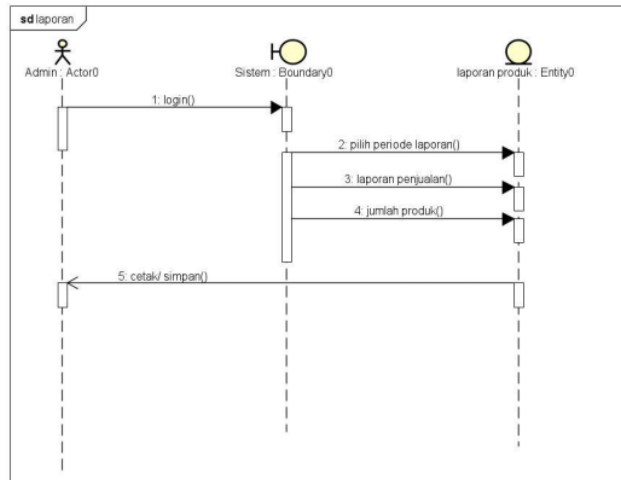 sd laporan
Admin : Actor0
Sistem : Boundary0
laporan produk : Entity0
1: login()
2: pilih periode laporan()
3: laporan penjualan()
4: jumlah produk()
5: cetak/ simpan()